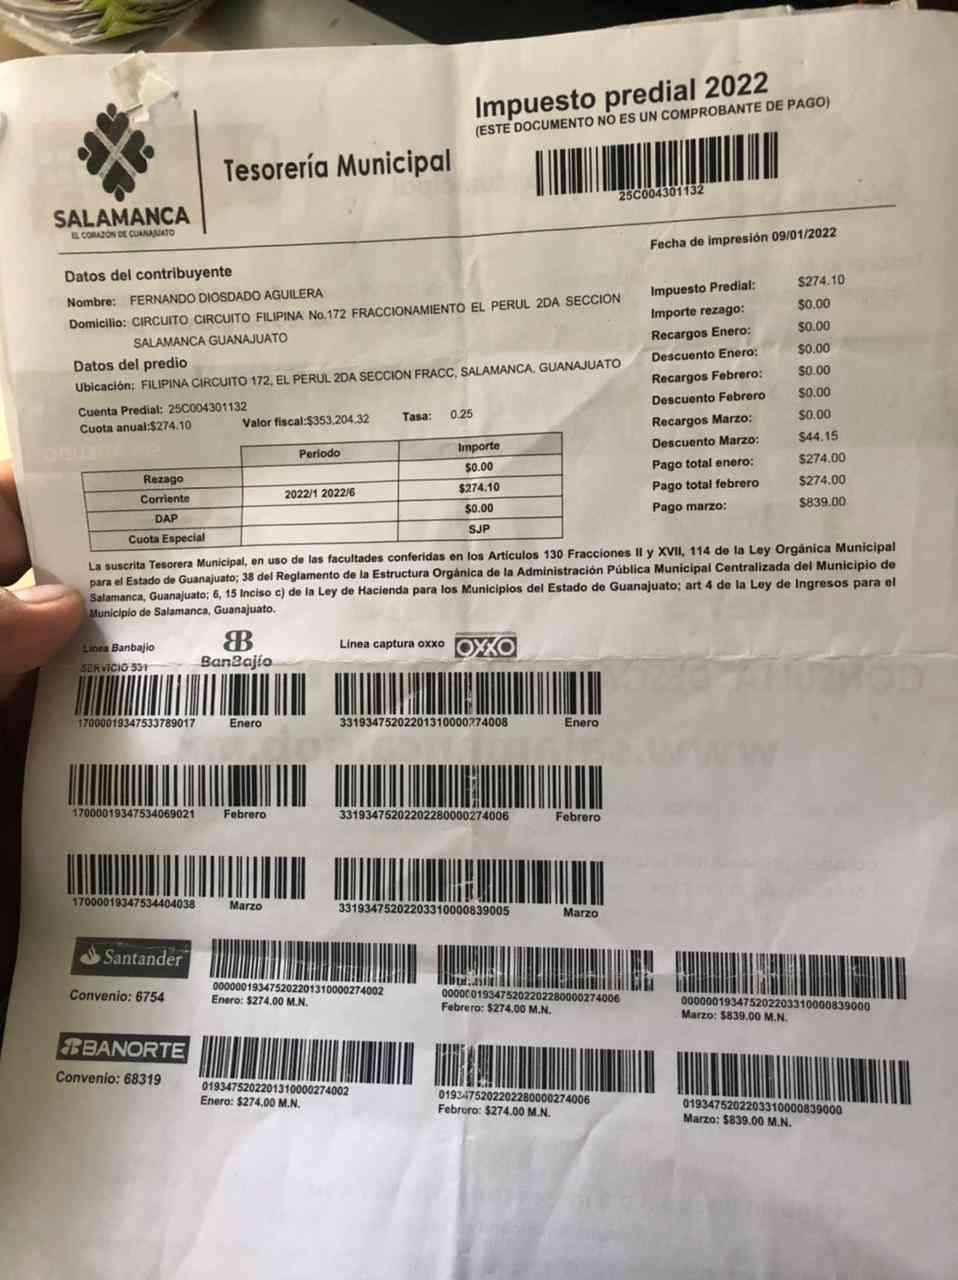 Impuesto predial 2022
(ESTE DOCUMENTO NO ES UN COMPROBANTE DE PAGO)
Tesorería Municipal
25C004301132
SALAMANCA
EL CORAZÓN DE GUANAJUATO
Fecha de impresión 09/01/2022
Datos del contribuyente
Nombre: FERNANDO DIOSDADO AGUILERA
Domicilio: CIRCUITO CIRCUITO FILIPINA No.172 FRACCIONAMIENTO EL PERUL 2DA SECCION
SALAMANCA GUANAJUATO
Datos del predio
Ubicación: FILIPINA CIRCUITO 172, EL PERUL 2DA SECCION FRACC, SALAMANCA, GUANAJUATO
Cuenta Predial: 25C004301132
Cuota anual:$274.10 Valor fiscal:$353,204.32 Tasa: 0.25
Impuesto Predial: $274.10
Importe rezago: $0.00
Recargos Enero: $0.00
Descuento Enero: $0.00
Recargos Febrero: $0.00
Descuento Febrero $0.00
Recargos Marzo: $0.00
Descuento Marzo: $44.15
Pago total enero: $274.00
Pago total febrero $274.00
Pago marzo: $839.00
Periodo Importe
Rezago $0.00
Corriente 2022/1 2022/6 $274.10
DAP $0.00
Cuota Especial SJP
La suscrita Tesorera Municipal, en uso de las facultades conferidas en los Artículos 130 Fracciones II y XVII, 114 de la Ley Orgánica Municipal
para el Estado de Guanajuato; 38 del Reglamento de la Estructura Orgánica de la Administración Pública Municipal Centralizada del Municipio de
Salamanca, Guanajuato; 6, 15 Inciso c) de la Ley de Hacienda para los Municipios del Estado de Guanajuato; art 4 de la Ley de Ingresos para el
Municipio de Salamanca, Guanajuato.
Línea Banbajío BanBajío Línea captura oxxo OXXO
SERVICIO 531
17000019347533789017 Enero 33193475202201310000274008 Enero
17000019347534069021 Febrero 33193475202202280000274006 Febrero
17000019347534404038 Marzo 33193475202203310000839005 Marzo
Santander
Convenio: 6754
000000193475202201310000274002
Enero: $274.00 M.N.
000000193475202202280000274006
Febrero: $274.00 M.N.
000000193475202203310000839000
Marzo: $839.00 M.N.
BANORTE
Convenio: 68319
0193475202201310000274002
Enero: $274.00 M.N.
0193475202202280000274006
Febrero: $274.00 M.N.
0193475202203310000839000
Marzo: $839.00 M.N.